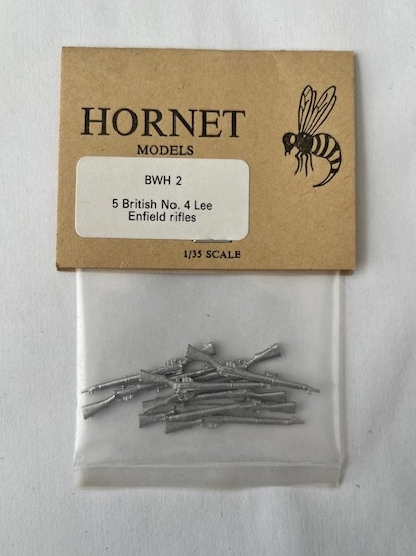 HORNET
MODELS
BWH 2
5 British No. 4 Lee
Enfield rifles
1/35 SCALE